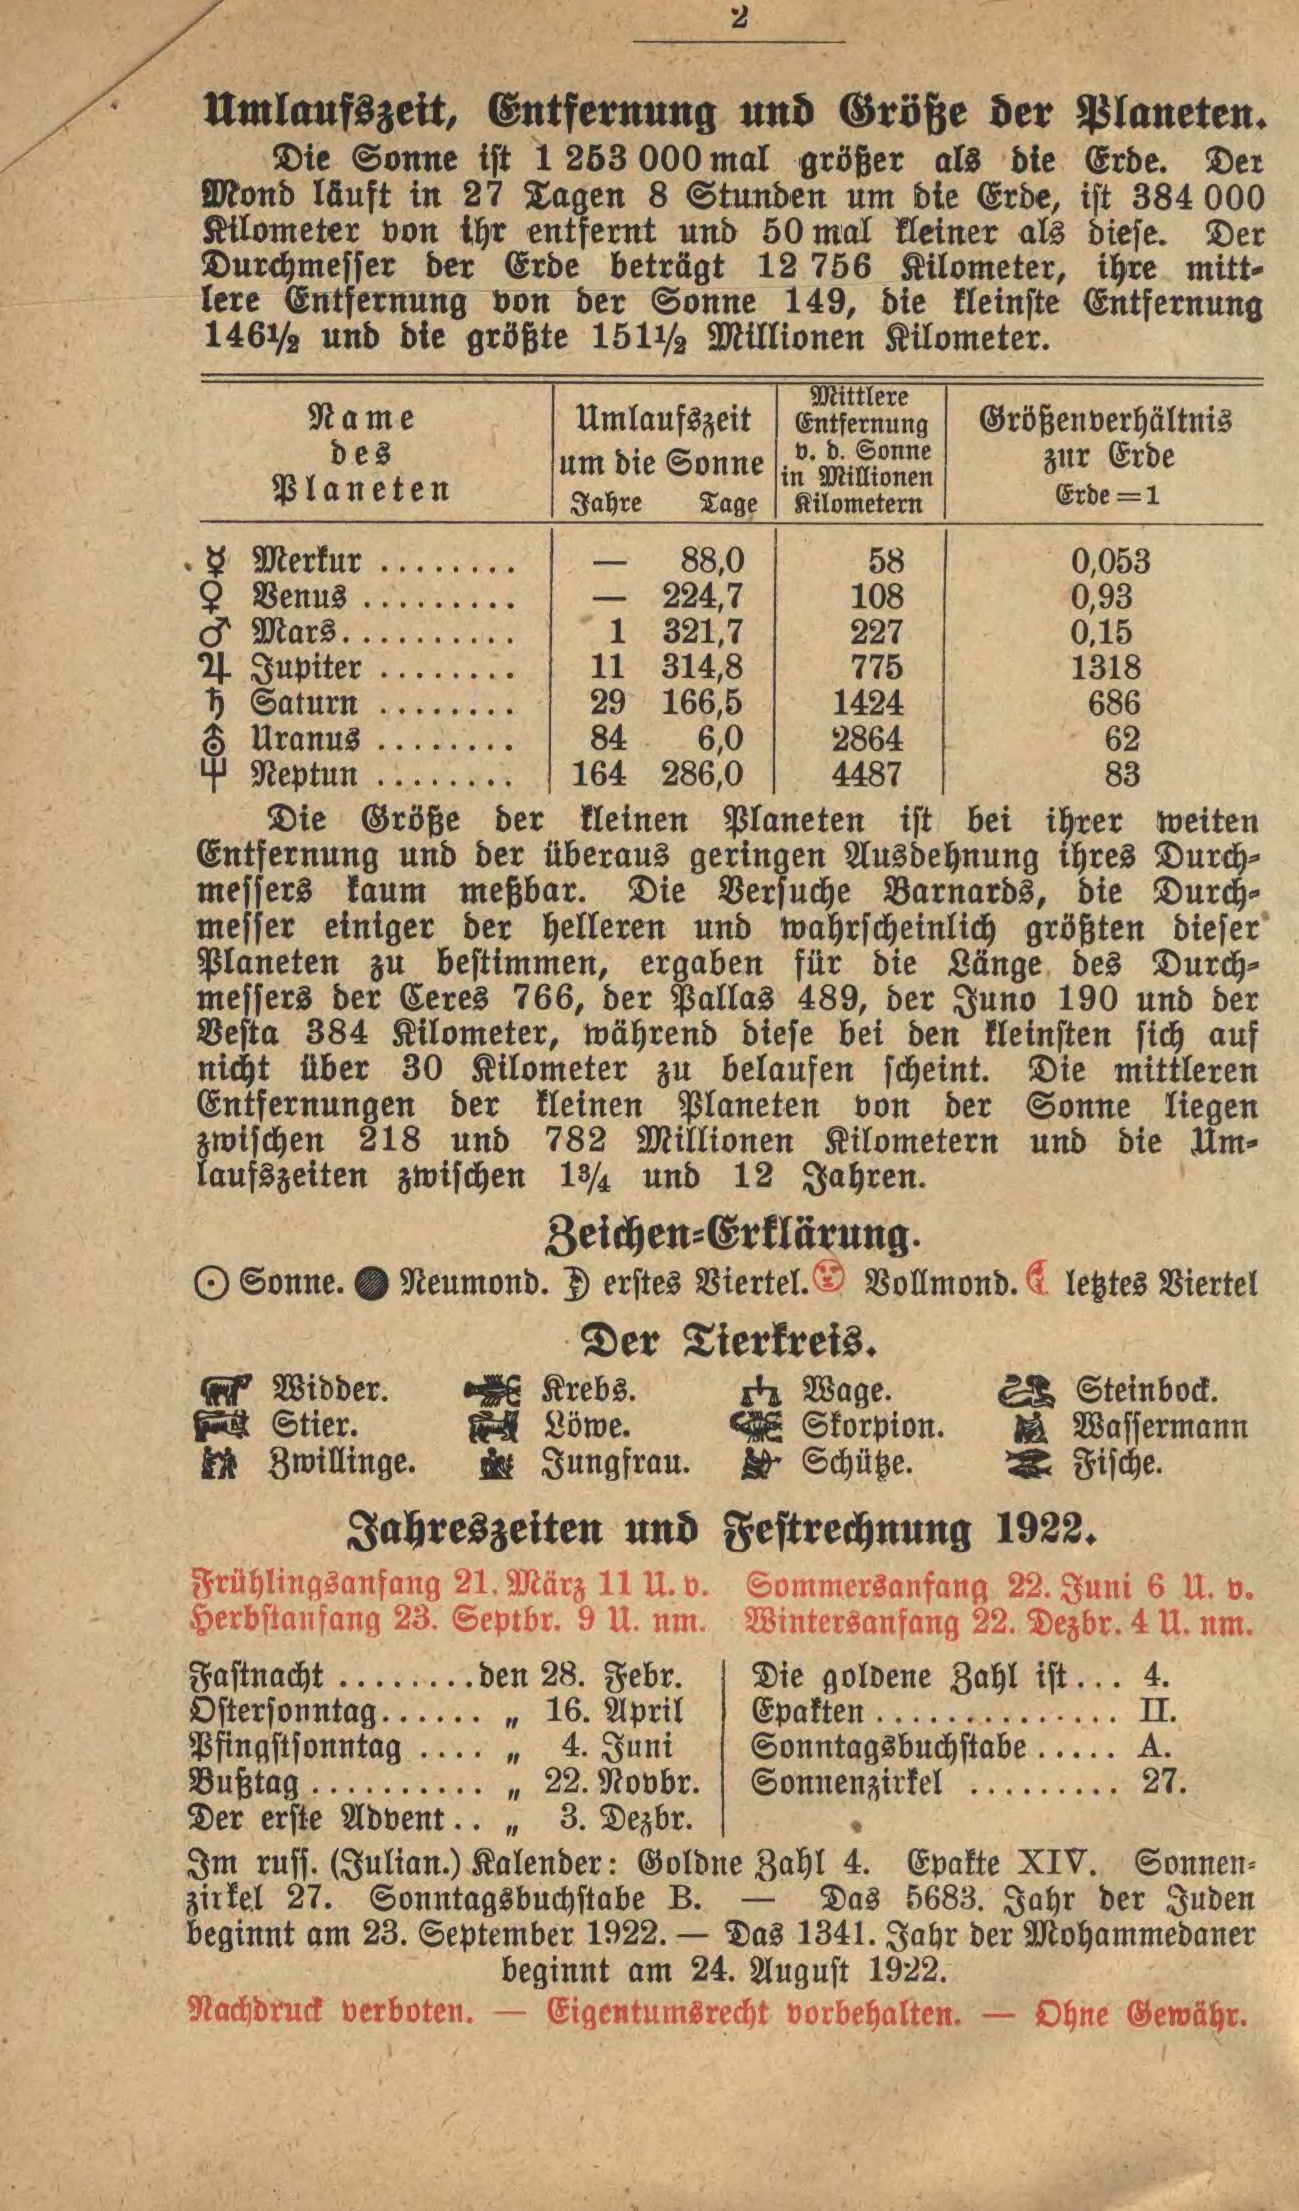 2
Umlaufszeit, Entfernung und Größe der Planeten.
Die Sonne ist 1 253 000 mal größer als die Erde. Der
Mond läuft in 27 Tagen 8 Stunden um die Erde, ist 384 000
Kilometer von ihr entfernt und 50 mal kleiner als diese. Der
Durchmesser der Erde beträgt 12 756 Kilometer, ihre mitt-
lere Entfernung von der Sonne 149, die kleinste Entfernung
146½ und die größte 151½ Millionen Kilometer.
Name
des
Planeten
Umlaufszeit
um die Sonne
Jahre Tage
Mittlere
Entfernung
v. d. Sonne
in Millionen
Kilometern
Größenverhältnis
zur Erde
Erde = 1
☿ Merkur ........ — 88,0 58 0,053
♀ Venus ......... — 224,7 108 0,93
♂ Mars.......... 1 321,7 227 0,15
♃ Jupiter ........ 11 314,8 775 1318
♄ Saturn ........ 29 166,5 1424 686
⛢ Uranus ........ 84 6,0 2864 62
♆ Neptun ........ 164 286,0 4487 83
Die Größe der kleinen Planeten ist bei ihrer weiten
Entfernung und der überaus geringen Ausdehnung ihres Durch-
messers kaum meßbar. Die Versuche Barnards, die Durch-
messer einiger der helleren und wahrscheinlich größten dieser
Planeten zu bestimmen, ergaben für die Länge des Durch-
messers der Ceres 766, der Pallas 489, der Juno 190 und der
Vesta 384 Kilometer, während diese bei den kleinsten sich auf
nicht über 30 Kilometer zu belaufen scheint. Die mittleren
Entfernungen der kleinen Planeten von der Sonne liegen
zwischen 218 und 782 Millionen Kilometern und die Um-
laufszeiten zwischen 1¾ und 12 Jahren.
Zeichen-Erklärung.
☉ Sonne. Neumond. erstes Viertel. Vollmond. letztes Viertel
Der Tierkreis.
Widder. Krebs. Wage. Steinbock.
Stier. Löwe. Skorpion. Wassermann
Zwillinge. Jungfrau. Schütze. Fische.
Jahreszeiten und Festrechnung 1922.
Frühlingsanfang 21. März 11 U. v. Sommersanfang 22. Juni 6 U. v.
Herbstanfang 23. Septbr. 9 U. nm. Wintersanfang 22. Dezbr. 4 U. nm.
Fastnacht ........den 28. Febr.
Ostersonntag...... „ 16. April
Pfingstsonntag .... „ 4. Juni
Bußtag .......... „ 22. Novbr.
Der erste Advent.. „ 3. Dezbr.
Die goldene Zahl ist... 4.
Epakten .............. II.
Sonntagsbuchstabe ..... A.
Sonnenzirkel ......... 27.
Im russ. (Julian.) Kalender: Goldne Zahl 4. Epakte XIV. Sonnen-
zirkel 27. Sonntagsbuchstabe B. — Das 5683. Jahr der Juden
beginnt am 23. September 1922. — Das 1341. Jahr der Mohammedaner
beginnt am 24. August 1922.
Nachdruck verboten. — Eigentumsrecht vorbehalten. — Ohne Gewähr.